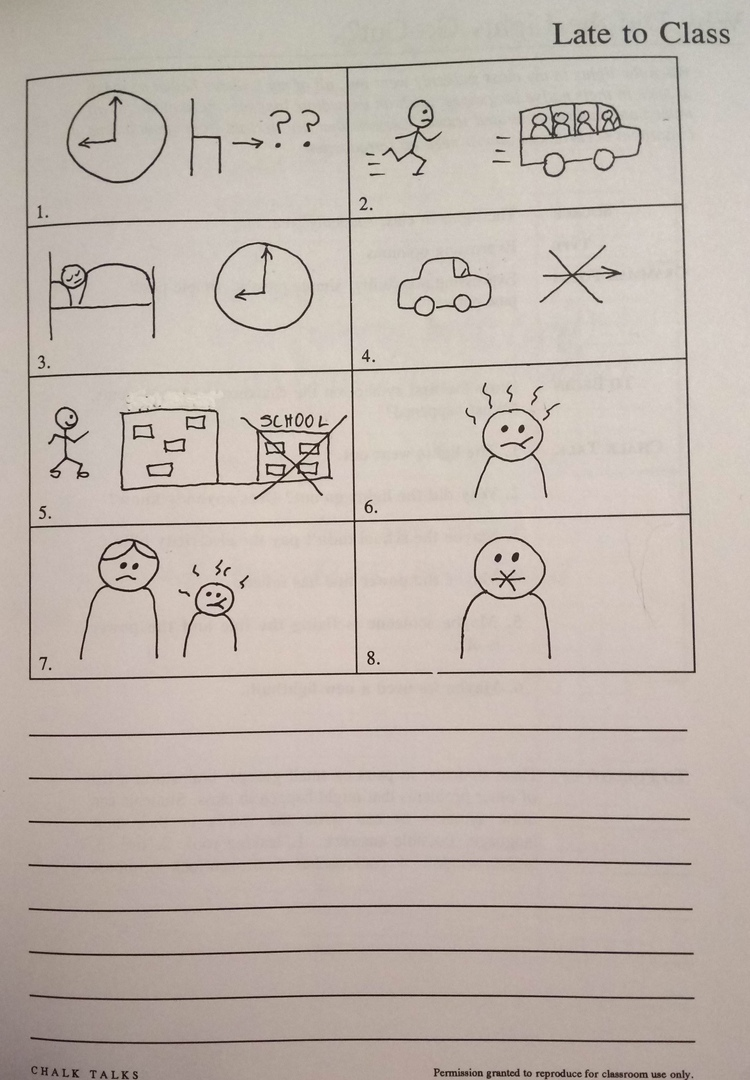 Late to Class
? ?
1.
2.
3.
4.
SCHOOL
5.
6.
7.
8.
CHALK TALKS
Permission granted to reproduce for classroom use only.